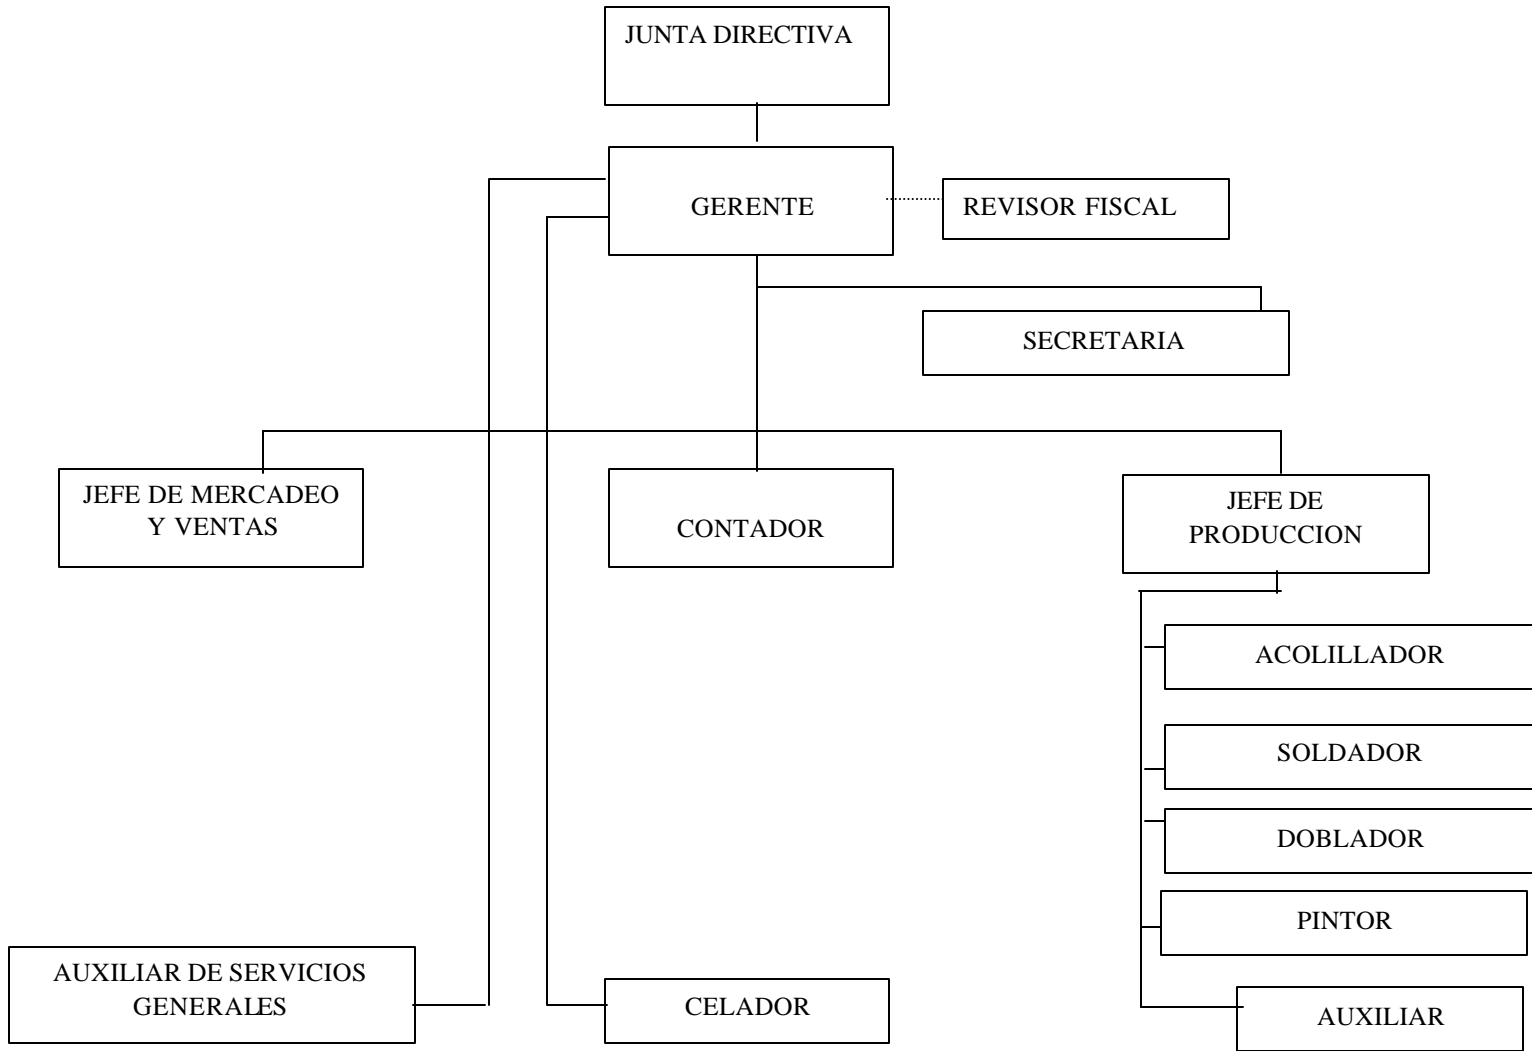 JUNTA DIRECTIVA
GERENTE
REVISOR FISCAL
SECRETARIA
JEFE DE MERCADEO
Y VENTAS
CONTADOR
JEFE DE
PRODUCCION
ACOLILLADOR
SOLDADOR
DOBLADOR
PINTOR
AUXILIAR DE SERVICIOS
GENERALES
CELADOR
AUXILIAR